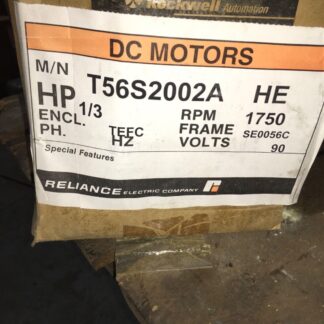 Rockwell Automation
DC MOTORS
M/N T56S2002A HE
HP 1/3 RPM 1750
ENCL. TEFC FRAME SE0056C
PH. HZ VOLTS 90
Special Features
RELIANCE ELECTRIC COMPANY